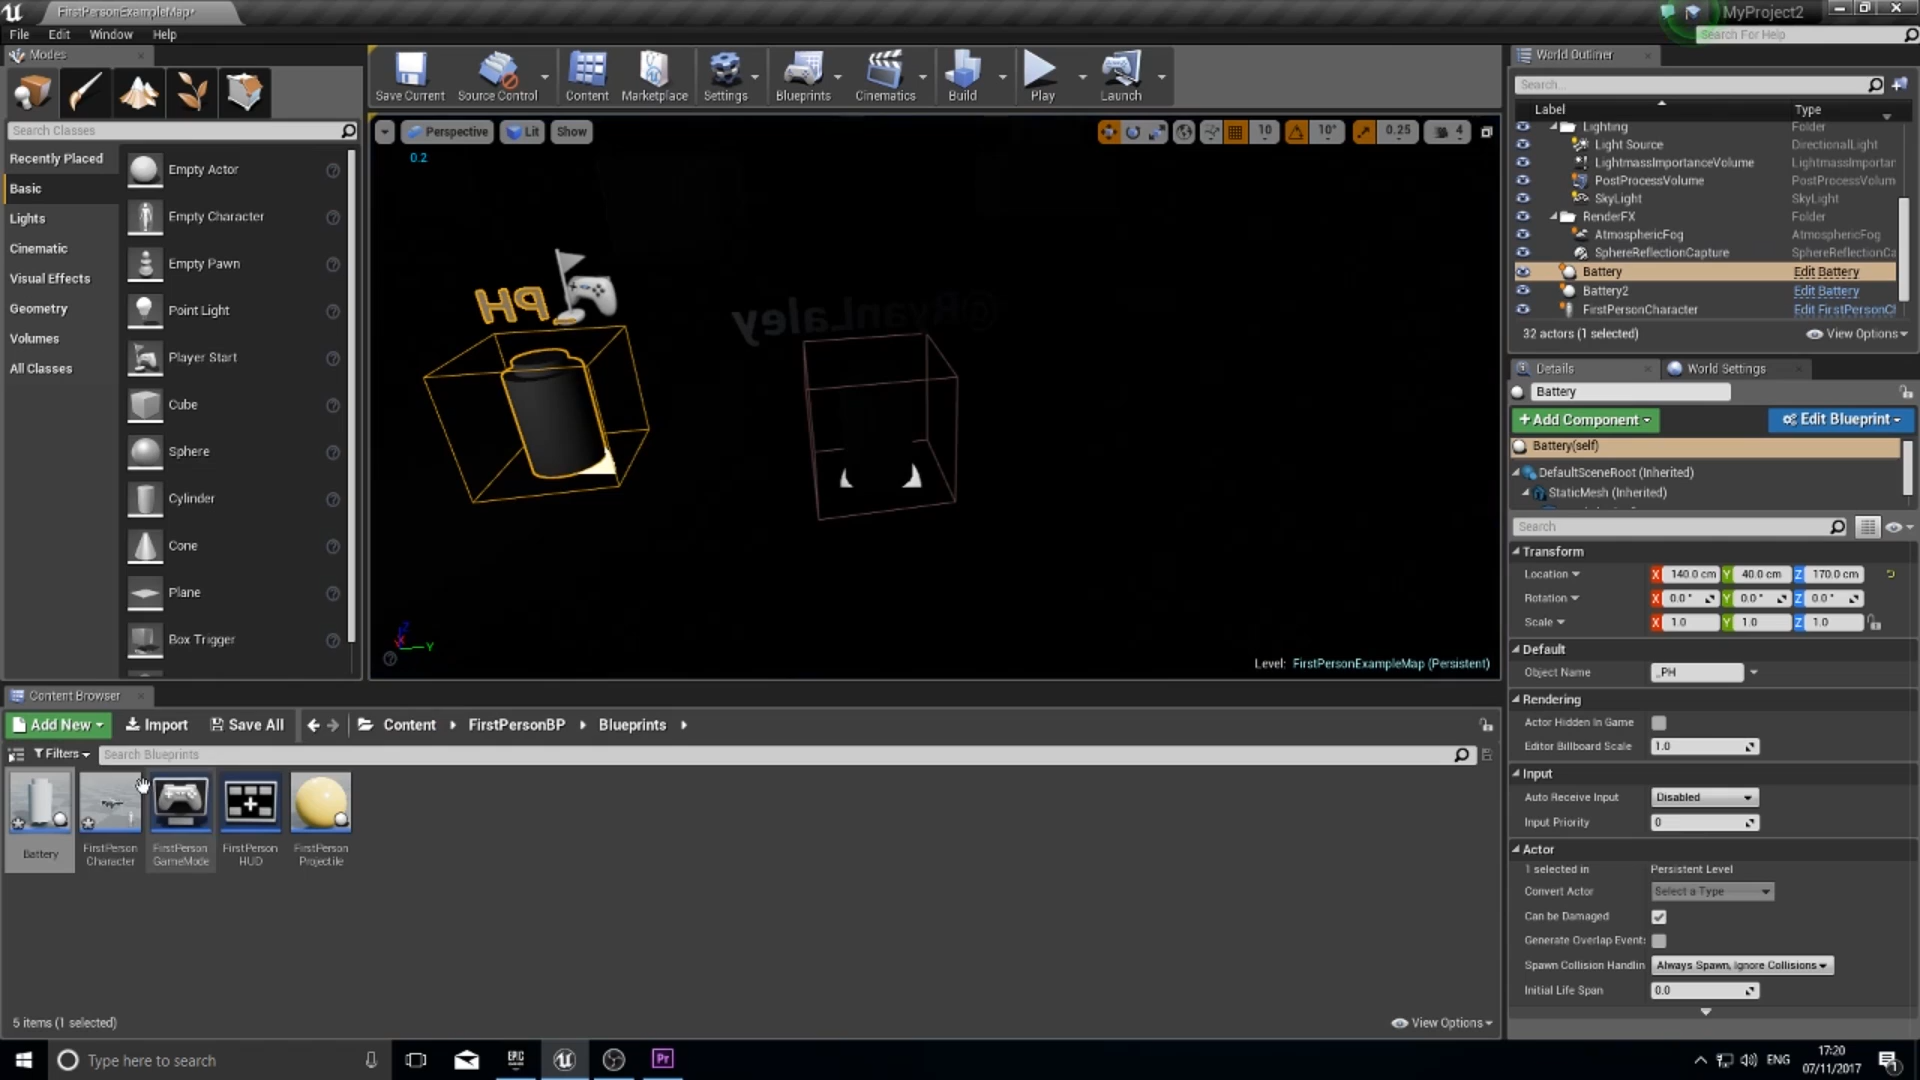 FirstPersonExampleMap*
MyProject2
File
Edit
Window
Help
Search For Help
Modes
Search Classes
Recently Placed
Basic
Lights
Cinematic
Visual Effects
Geometry
Volumes
All Classes
Empty Actor
Empty Character
Empty Pawn
Point Light
Player Start
Cube
Sphere
Cylinder
Cone
Plane
Box Trigger
Save Current
Source Control
Content
Marketplace
Settings
Blueprints
Cinematics
Build
Play
Launch
Perspective
Lit
Show
10
10°
0.25
4
0.2
PH
@RyanLaley
Z
X
Y
Level: FirstPersonExampleMap (Persistent)
World Outliner
Search...
Label
Type
Lighting
Folder
Light Source
DirectionalLight
LightmassImportanceVolume
LightmassImportan
PostProcessVolume
PostProcessVolum
SkyLight
SkyLight
RenderFX
Folder
AtmosphericFog
AtmosphericFog
SphereReflectionCapture
SphereReflectionCa
Battery
Edit Battery
Battery2
Edit Battery
FirstPersonCharacter
Edit FirstPersonCl
32 actors (1 selected)
View Options
Details
World Settings
Battery
+Add Component
Edit Blueprint
Battery(self)
DefaultSceneRoot (Inherited)
StaticMesh (Inherited)
Search
Transform
Location
X 140.0 cm Y 40.0 cm Z 170.0 cm
Rotation
X 0.0° Y 0.0° Z 0.0°
Scale
X 1.0 Y 1.0 Z 1.0
Default
Object Name
_PH
Rendering
Actor Hidden In Game
Editor Billboard Scale
1.0
Input
Auto Receive Input
Disabled
Input Priority
0
Actor
1 selected in
Persistent Level
Convert Actor
Select a Type
Can be Damaged
Generate Overlap Event:
Spawn Collision Handlin
Always Spawn, Ignore Collisions
Initial Life Span
0.0
Content Browser
Add New
Import
Save All
Content
FirstPersonBP
Blueprints
Filters
Search Blueprints
Battery
FirstPerson
Character
FirstPerson
GameMode
FirstPerson
HUD
FirstPerson
Projectile
5 items (1 selected)
View Options
Type here to search
EPIC
Pr
ENG
17:20
07/11/2017
1